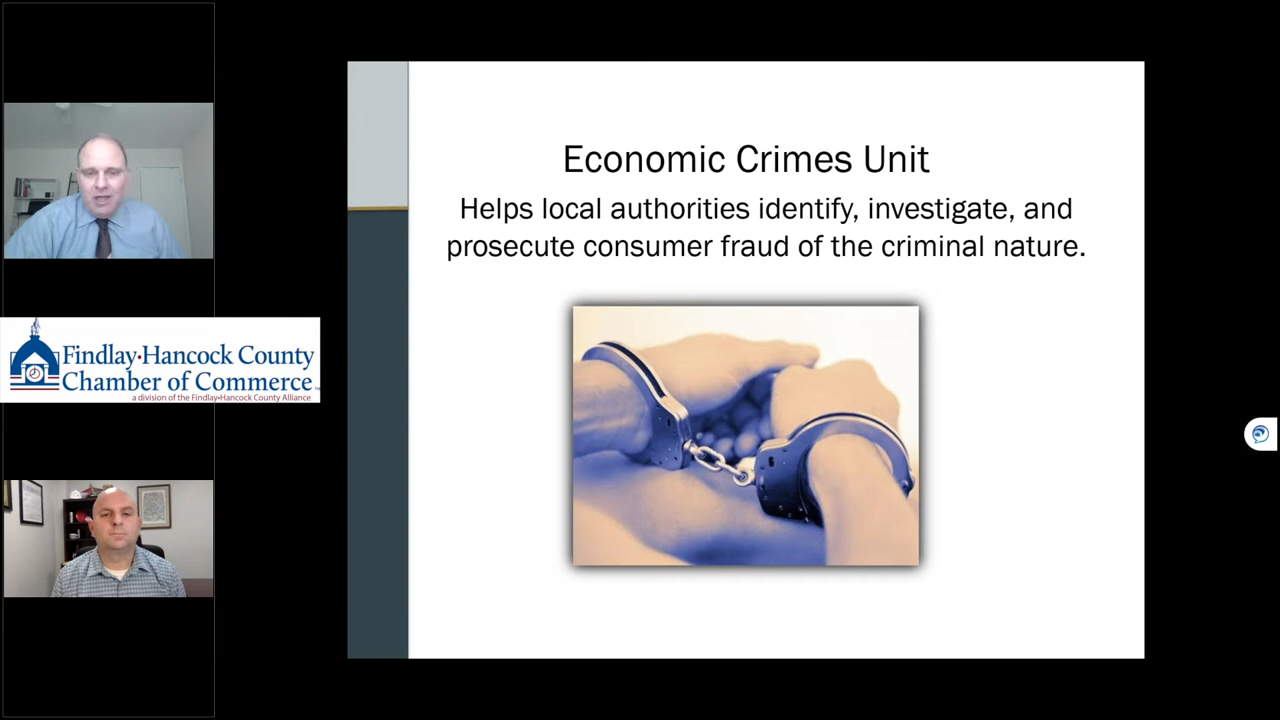 Economic Crimes Unit
Helps local authorities identify, investigate, and
prosecute consumer fraud of the criminal nature.
Findlay•Hancock County
Chamber of Commerce
a division of the Findlay•Hancock County Alliance